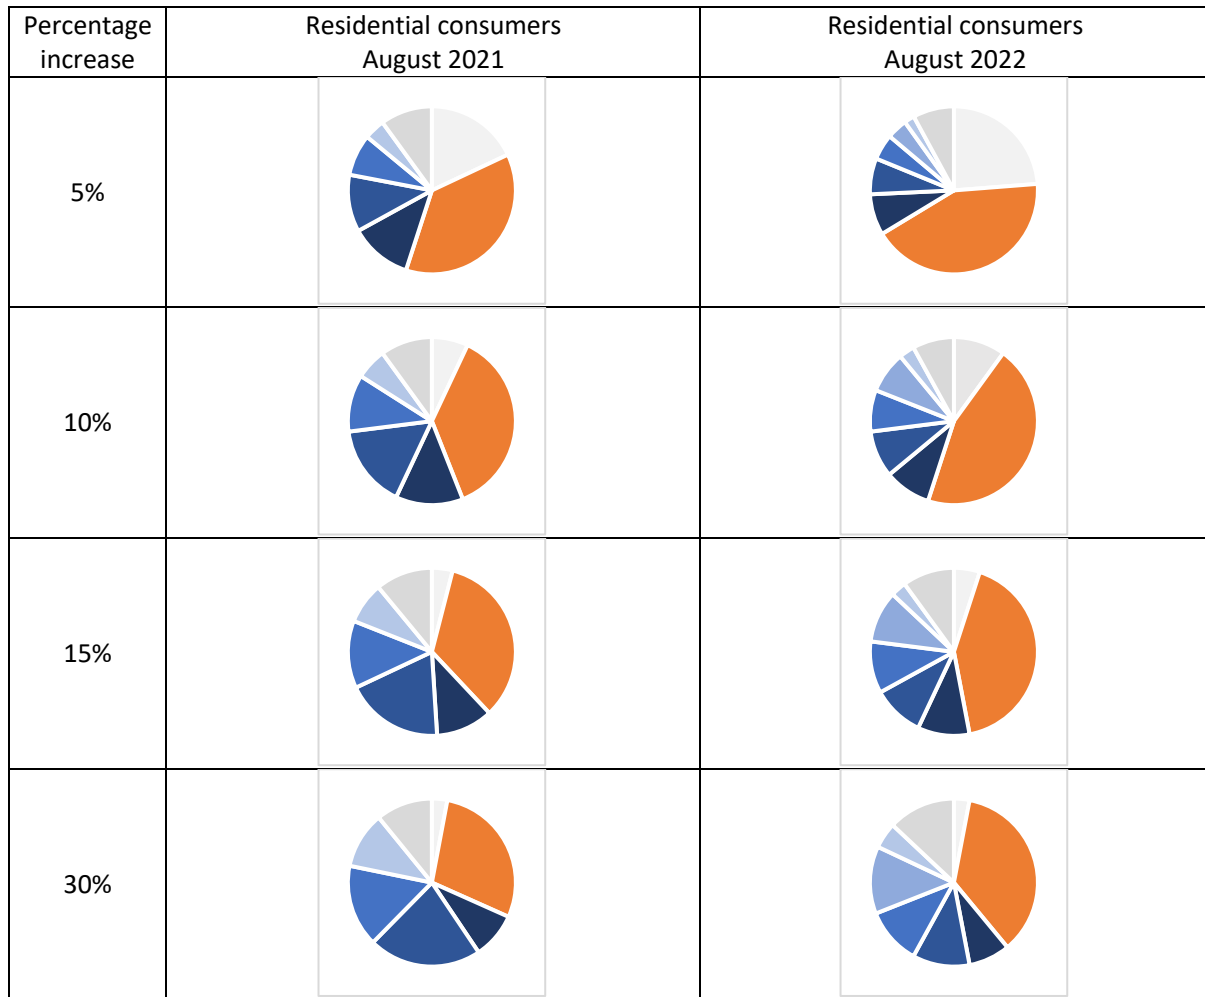 Percentage
increase
Residential consumers
August 2021
Residential consumers
August 2022
5%
10%
15%
30%